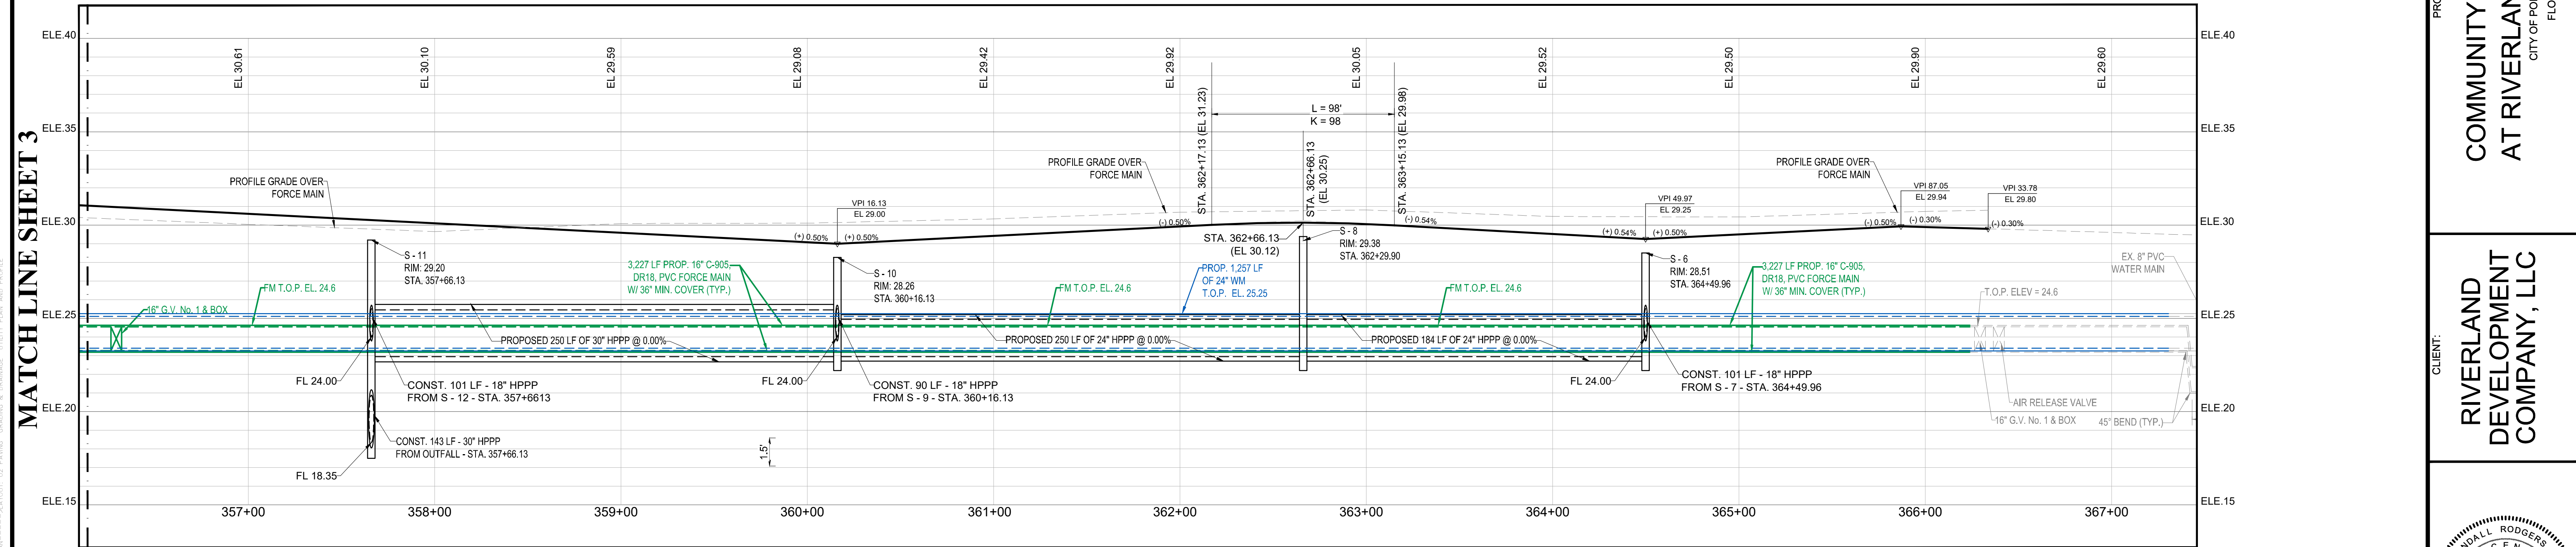 MATCH LINE SHEET 3
ELE.40
ELE.35
ELE.30
ELE.25
ELE.20
ELE.15
EL 30.61
EL 30.10
EL 29.59
EL 29.08
EL 29.42
EL 29.92
EL 30.05
EL 29.52
EL 29.50
EL 29.90
EL 29.60
ELE.40
ELE.35
ELE.30
ELE.25
ELE.20
ELE.15
STA. 362+17.13 (EL 31.23)
L = 98'
K = 98
STA. 362+66.13
(EL 30.25)
STA. 363+15.13 (EL 29.98)
PROFILE GRADE OVER
FORCE MAIN
PROFILE GRADE OVER
FORCE MAIN
PROFILE GRADE OVER
FORCE MAIN
VPI 16.13
EL 29.00
(+) 0.50%
(+) 0.50%
(-) 0.50%
STA. 362+66.13
(EL 30.12)
(-) 0.54%
VPI 49.97
EL 29.25
(+) 0.54%
(+) 0.50%
VPI 87.05
EL 29.94
(-) 0.50%
(-) 0.30%
VPI 33.78
EL 29.80
(-) 0.30%
S - 11
RIM: 29.20
STA. 357+66.13
S - 10
RIM: 28.26
STA. 360+16.13
S - 8
RIM: 29.38
STA. 362+29.90
S - 6
RIM: 28.51
STA. 364+49.96
16" G.V. No. 1 & BOX
FM T.O.P. EL. 24.6
3,227 LF PROP. 16" C-905,
DR18, PVC FORCE MAIN
W/ 36" MIN. COVER (TYP.)
FM T.O.P. EL. 24.6
PROP. 1,257 LF
OF 24" WM
T.O.P. EL. 25.25
FM T.O.P. EL. 24.6
3,227 LF PROP. 16" C-905,
DR18, PVC FORCE MAIN
W/ 36" MIN. COVER (TYP.)
EX. 8" PVC
WATER MAIN
T.O.P. ELEV = 24.6
PROPOSED 250 LF OF 30" HPPP @ 0.00%
PROPOSED 250 LF OF 24" HPPP @ 0.00%
PROPOSED 184 LF OF 24" HPPP @ 0.00%
FL 24.00
CONST. 101 LF - 18" HPPP
FROM S - 12 - STA. 357+6613
FL 24.00
CONST. 90 LF - 18" HPPP
FROM S - 9 - STA. 360+16.13
FL 24.00
CONST. 101 LF - 18" HPPP
FROM S - 7 - STA. 364+49.96
AIR RELEASE VALVE
16" G.V. No. 1 & BOX
45° BEND (TYP.)
CONST. 143 LF - 30" HPPP
FROM OUTFALL - STA. 357+66.13
FL 18.35
1.5'
357+00
358+00
359+00
360+00
361+00
362+00
363+00
364+00
365+00
366+00
367+00
COMMUNITY
AT RIVERLAN
CITY OF POR
FLO
CLIENT:
RIVERLAND
DEVELOPMENT
COMPANY, LLC
NDALL RODGERS